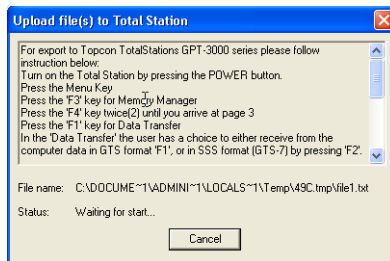 Upload file(s) to Total Station
For export to Topcon TotalStations GPT-3000 series please follow
instruction below:
Turn on the Total Station by pressing the POWER button.
Press the Menu Key
Press the 'F3' key for Memory Manager
Press the 'F4' key twice(2) until you arrive at page 3
Press the 'F1' key for Data Transfer
In the 'Data Transfer' the user has a choice to either receive from the
computer data in GTS format 'F1', or in SSS format (GTS-7) by pressing 'F2'.
File name: C:\DOCUME~1\ADMINI~1\LOCALS~1\Temp\49C.tmp\file1.txt
Status: Waiting for start...
Cancel